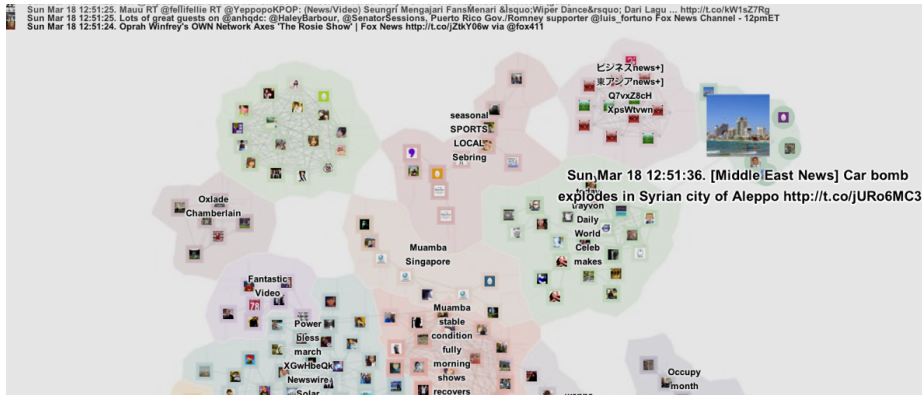 Sun Mar 18 12:51:25. Mauu RT @fellifellie RT @YeppopoKPOP: (News/Video) Seungri Mengajari FansMenari &lsquo;Wiper Dance&rsquo; Dari Lagu ... http://t.co/kW1sZ7Rg
Sun Mar 18 12:51:25. Lots of great guests on @anhqdc: @HaleyBarbour, @SenatorSessions, Puerto Rico Gov./Romney supporter @luis_fortuno Fox News Channel - 12pmET
Sun Mar 18 12:51:24. Oprah Winfrey's OWN Network Axes 'The Rosie Show' | Fox News http://t.co/jZtkY06w via @fox411
ビジネスnews+]
東アジアnews+]
Q7vxZ8cH
XpsWtvwn
seasonal
SPORTS
LOCAL
Sebring
Sun Mar 18 12:51:36. [Middle East News] Car bomb
explodes in Syrian city of Aleppo http://t.co/jURo6MC3
today
trayvon
Daily
World
Celeb
makes
Oxlade
Chamberlain
Muamba
Singapore
Fantastic
Video
78
Muamba
stable
condition
fully
morning
shows
recovers
Power
bless
march
XGwHbeQk
Newswire
Solar
Occupy
month